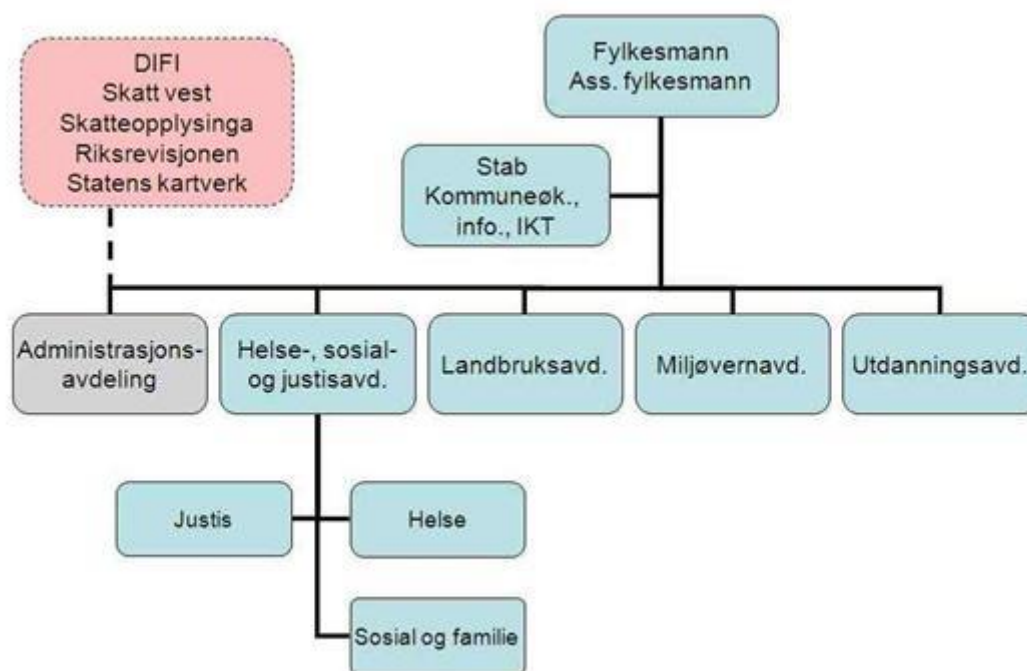 DIFI
Skatt vest
Skatteopplysinga
Riksrevisjonen
Statens kartverk
Fylkesmann
Ass. fylkesmann
Stab
Kommuneøk.,
info., IKT
Administrasjons-
avdeling
Helse-, sosial-
og justisavd.
Landbruksavd.
Miljøvernavd.
Utdanningsavd.
Justis
Helse
Sosial og familie